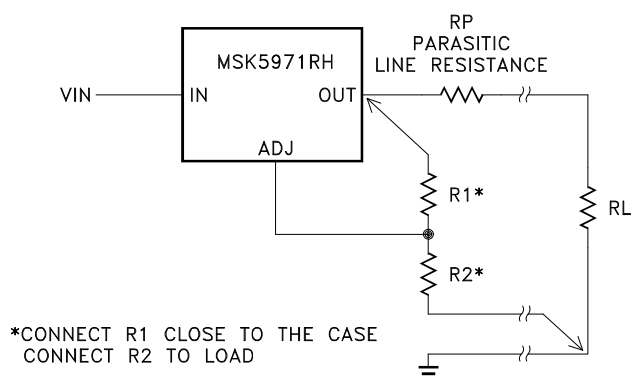 RP
PARASITIC
LINE RESISTANCE
MSK5971RH
VIN
IN
OUT
ADJ
R1*
RL
R2*
*CONNECT R1 CLOSE TO THE CASE
CONNECT R2 TO LOAD